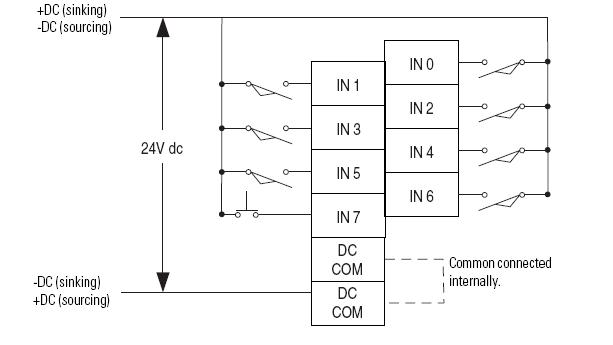 +DC (sinking)
-DC (sourcing)
IN 0
IN 1
IN 2
IN 3
24V dc
IN 4
IN 5
IN 6
IN 7
DC
COM
Common connected
internally.
-DC (sinking)
+DC (sourcing)
DC
COM